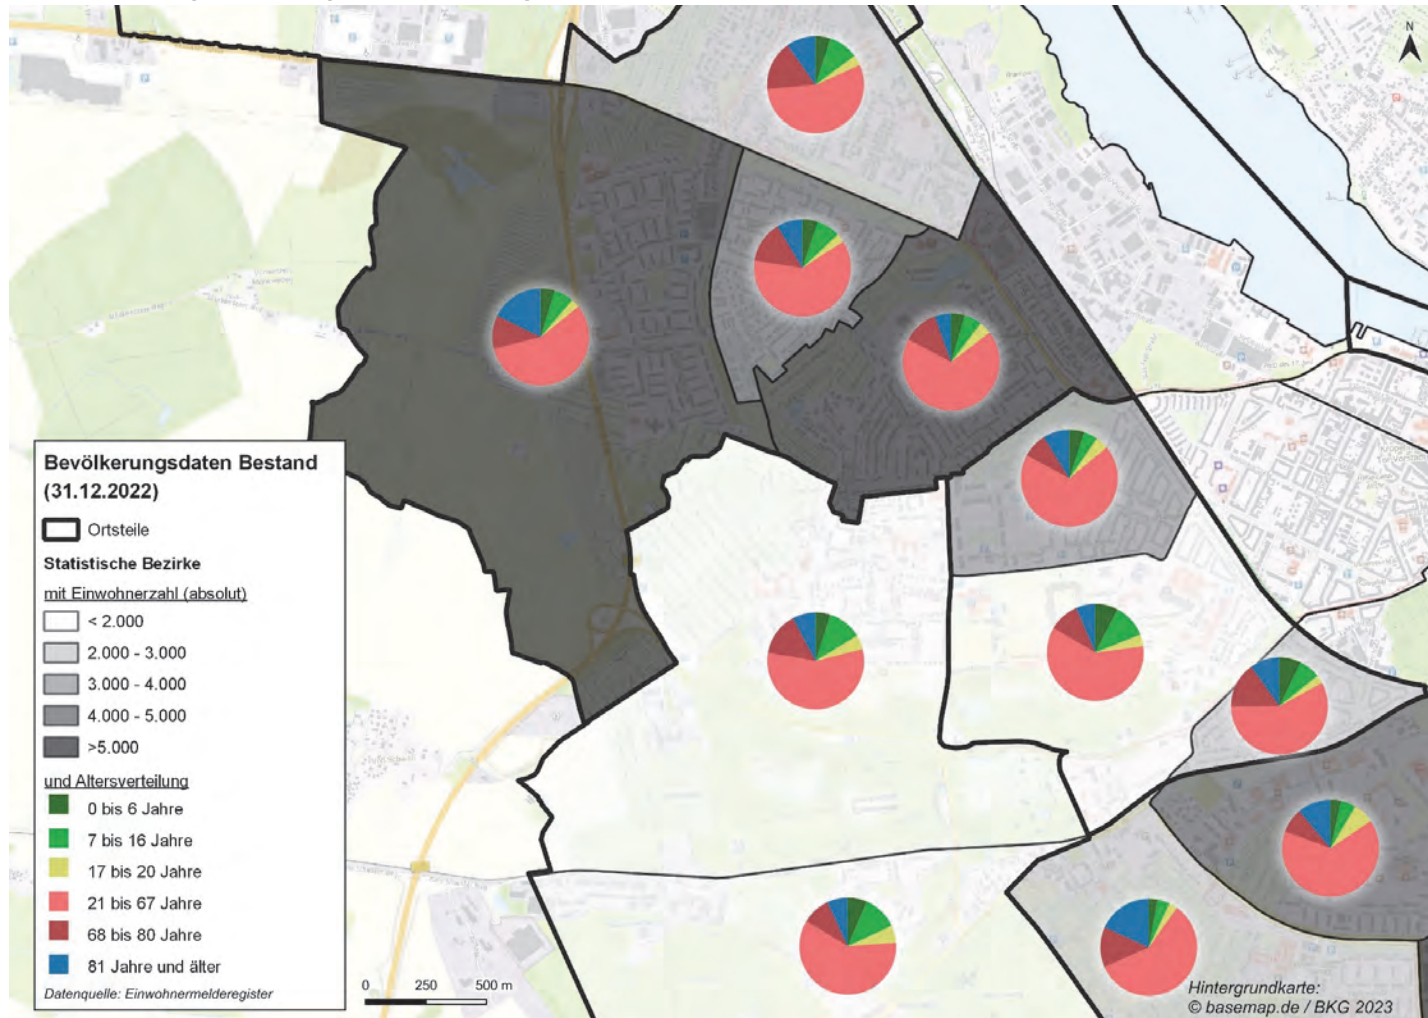 N
Bevölkerungsdaten Bestand
(31.12.2022)
Ortsteile
Statistische Bezirke
mit Einwohnerzahl (absolut)
< 2.000
2.000 - 3.000
3.000 - 4.000
4.000 - 5.000
>5.000
und Altersverteilung
0 bis 6 Jahre
7 bis 16 Jahre
17 bis 20 Jahre
21 bis 67 Jahre
68 bis 80 Jahre
81 Jahre und älter
Datenquelle: Einwohnermelderegister
0 250 500 m
Hintergrundkarte:
© basemap.de / BKG 2023